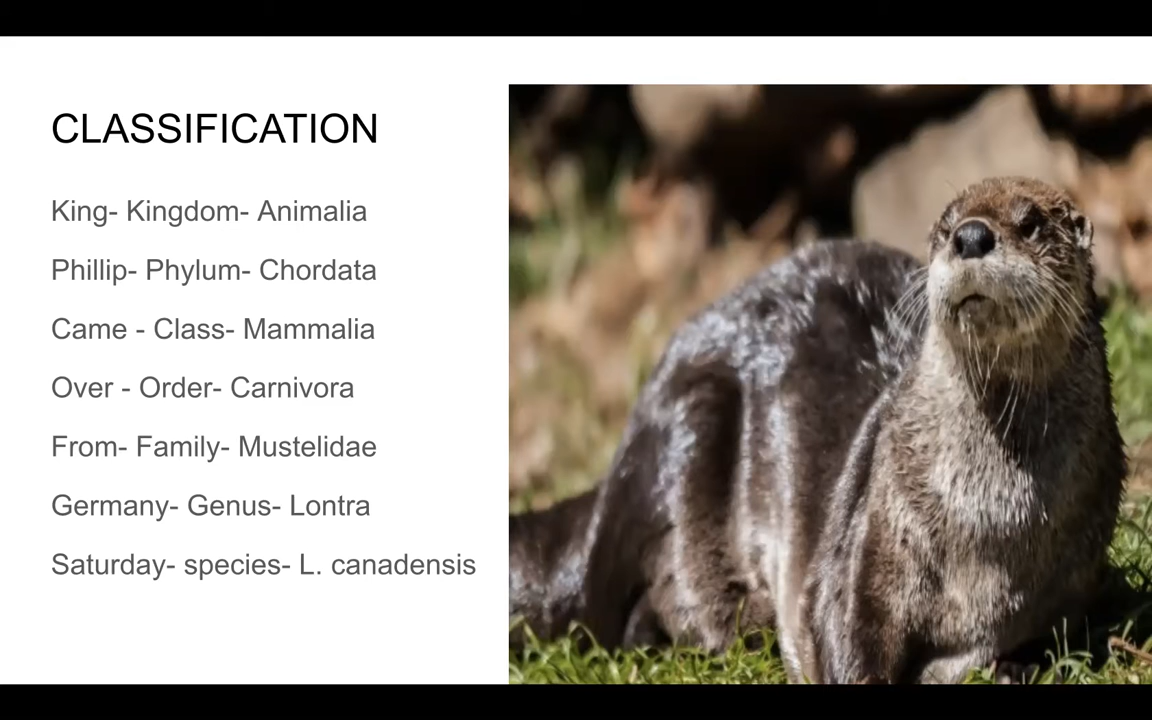 CLASSIFICATION
King- Kingdom- Animalia
Phillip- Phylum- Chordata
Came - Class- Mammalia
Over - Order- Carnivora
From- Family- Mustelidae
Germany- Genus- Lontra
Saturday- species- L. canadensis